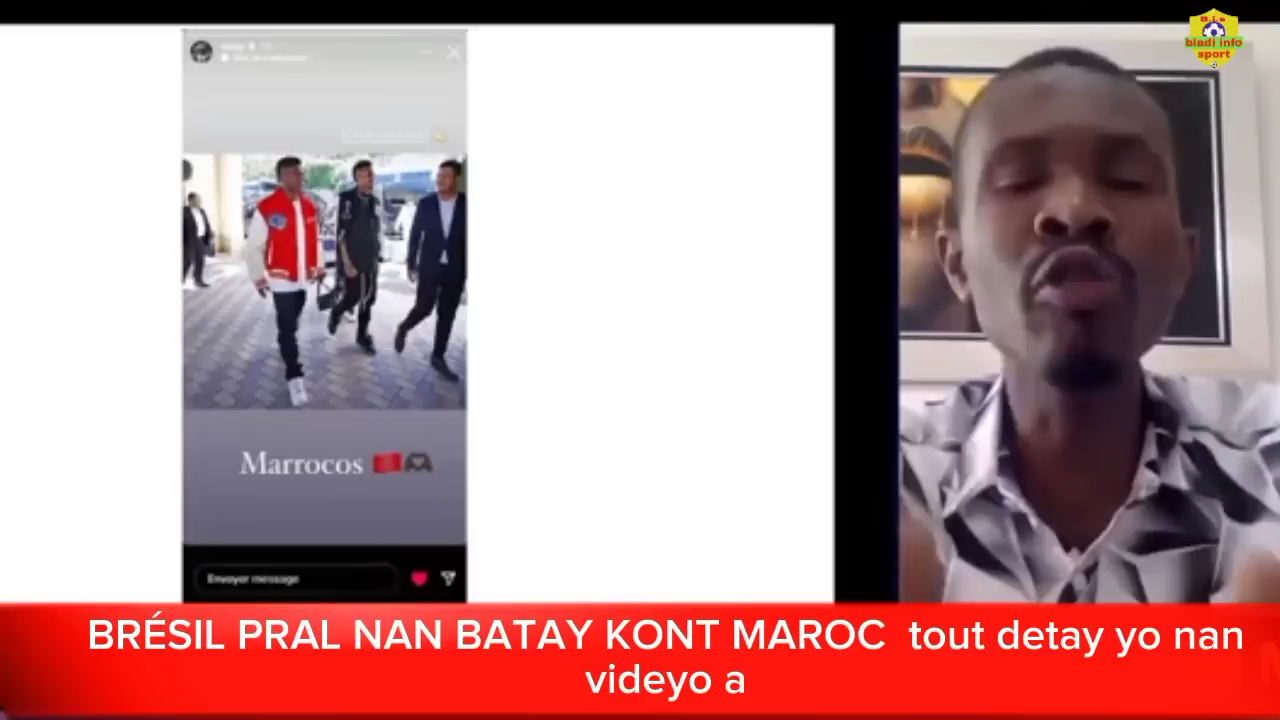 B.I.S
bladi info
sport
Marrocos
Envoyer message
BRÉSIL PRAL NAN BATAY KONT MAROC tout detay yo nan
videyo a